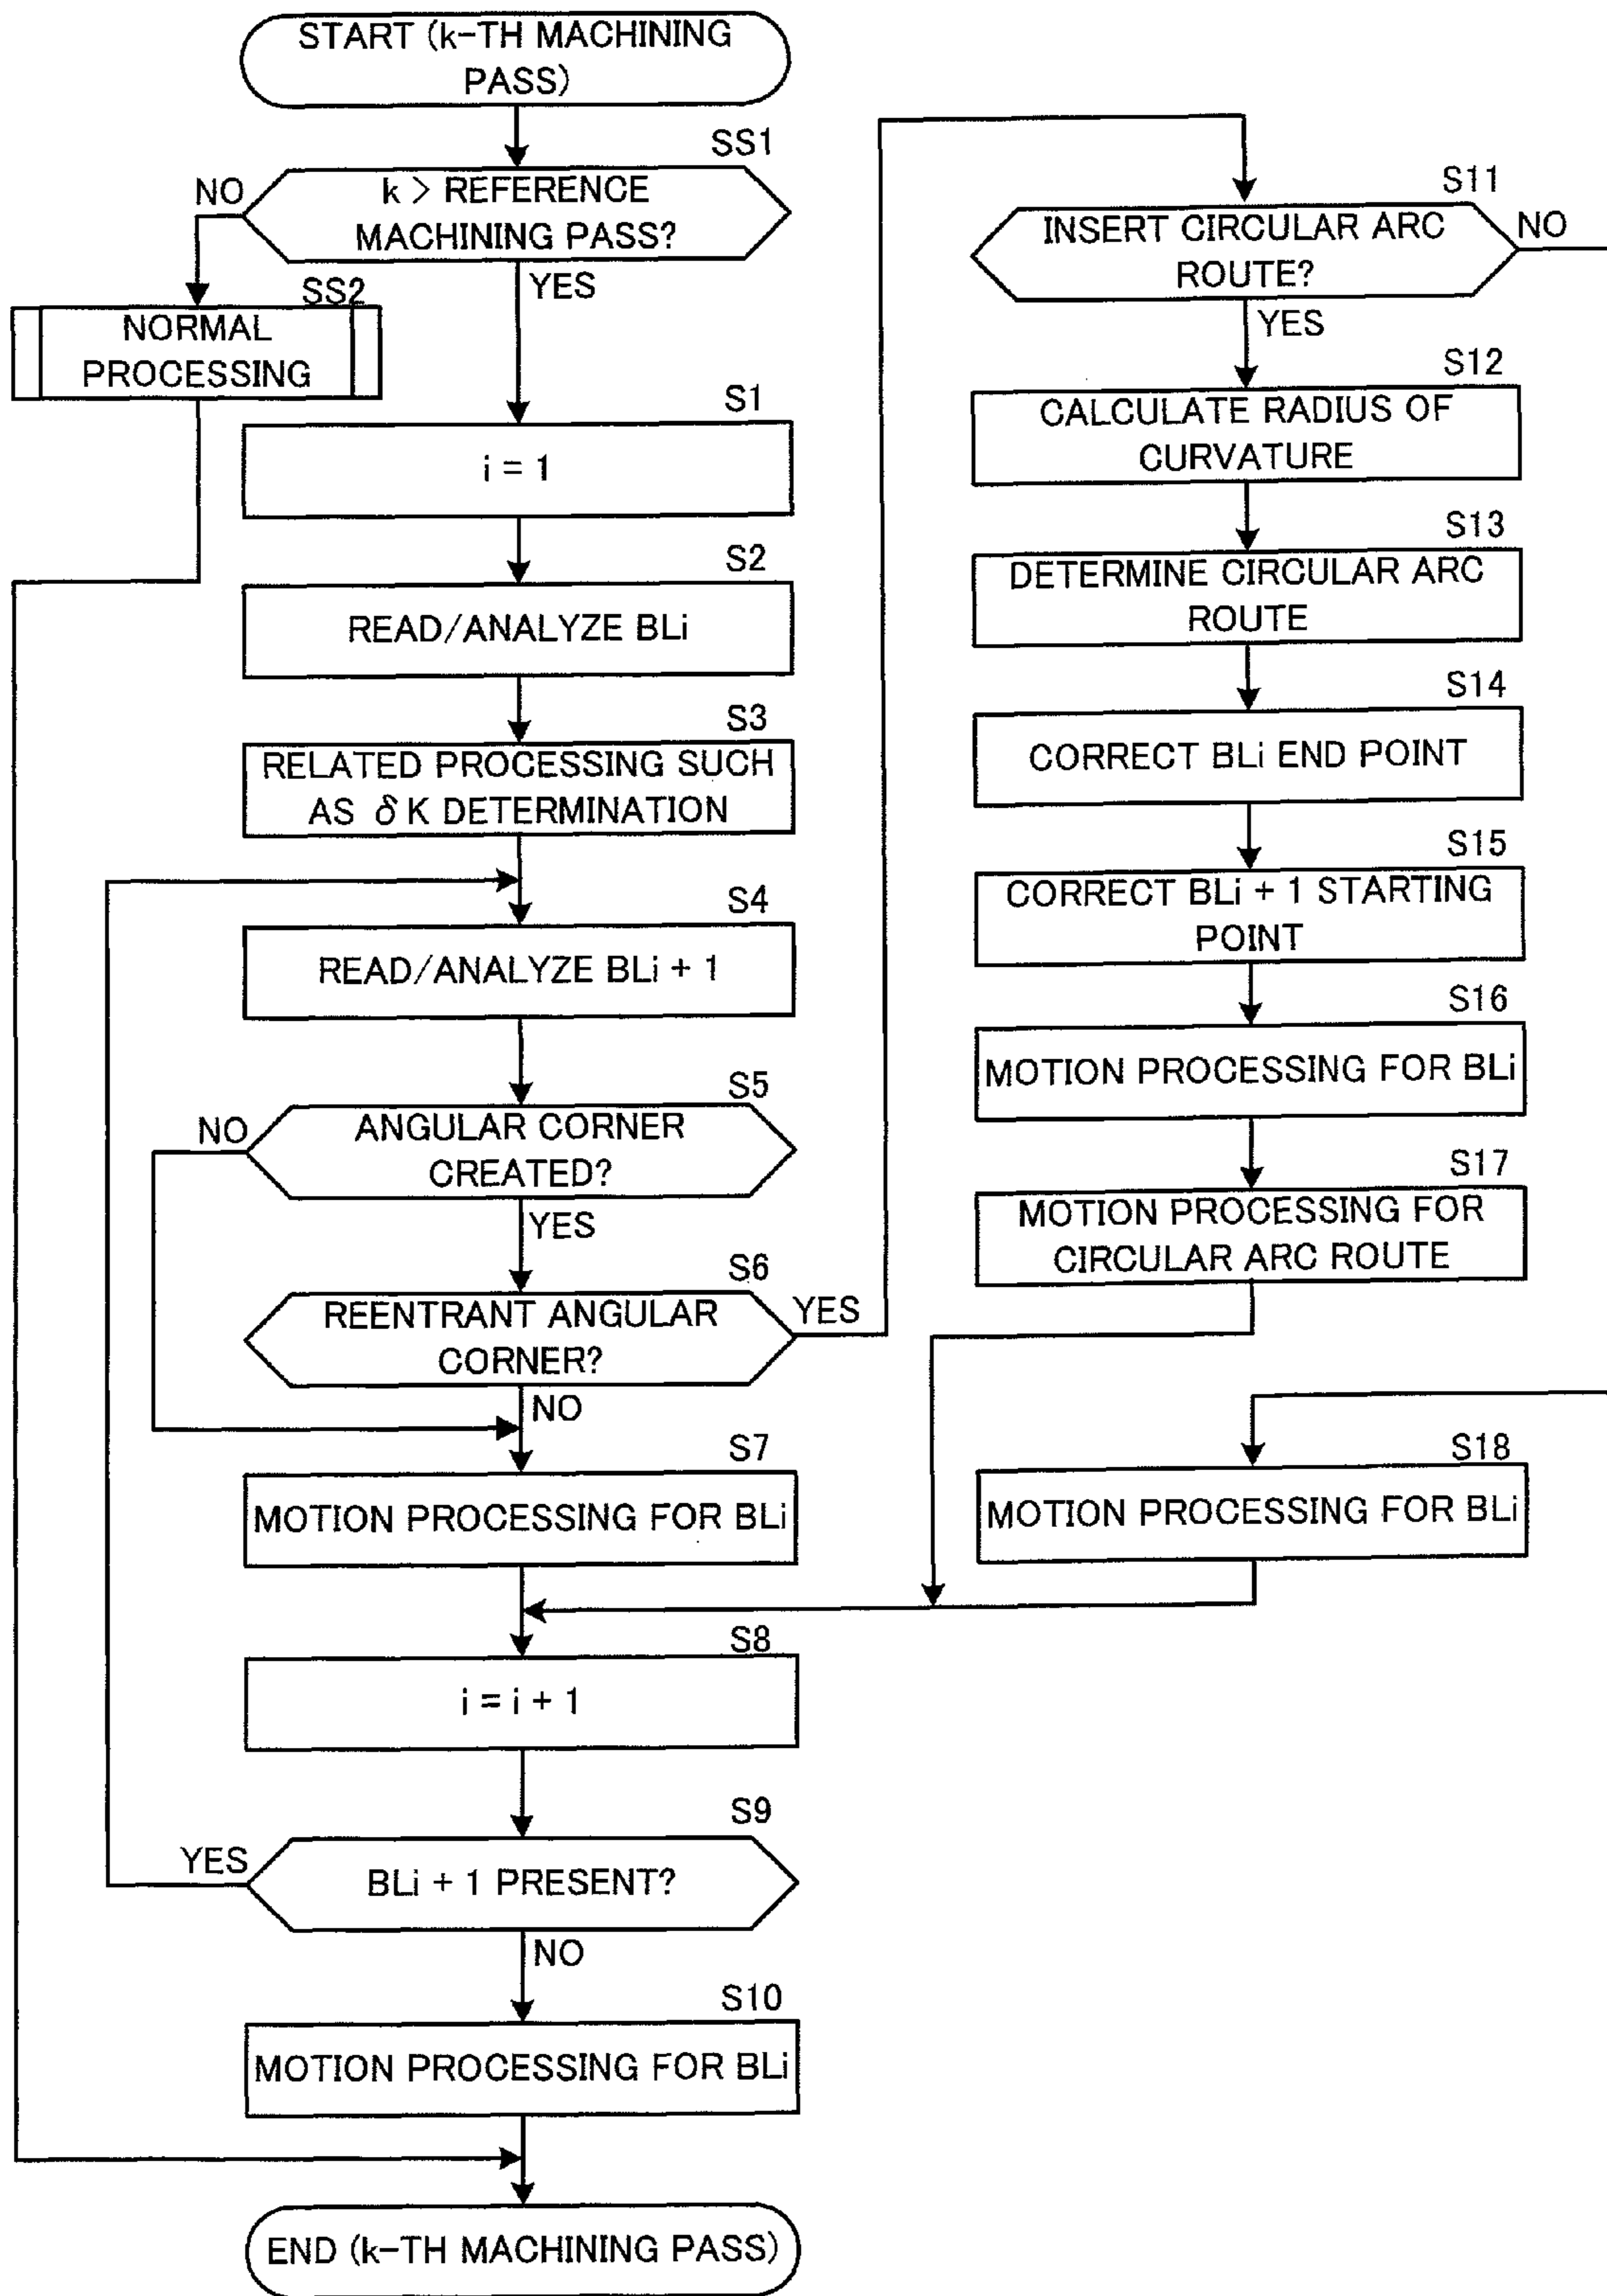 START (k-TH MACHINING
PASS)
SS1
k > REFERENCE
MACHINING PASS?
NO
YES
SS2
NORMAL
PROCESSING
S1
i = 1
S2
READ/ANALYZE BLi
S3
RELATED PROCESSING SUCH
AS δK DETERMINATION
S4
READ/ANALYZE BLi + 1
S5
ANGULAR CORNER
CREATED?
NO
YES
S6
REENTRANT ANGULAR
CORNER?
YES
NO
S7
MOTION PROCESSING FOR BLi
S8
i = i + 1
S9
BLi + 1 PRESENT?
YES
NO
S10
MOTION PROCESSING FOR BLi
END (k-TH MACHINING PASS)
S11
INSERT CIRCULAR ARC
ROUTE?
NO
YES
S12
CALCULATE RADIUS OF
CURVATURE
S13
DETERMINE CIRCULAR ARC
ROUTE
S14
CORRECT BLi END POINT
S15
CORRECT BLi + 1 STARTING
POINT
S16
MOTION PROCESSING FOR BLi
S17
MOTION PROCESSING FOR
CIRCULAR ARC ROUTE
S18
MOTION PROCESSING FOR BLi